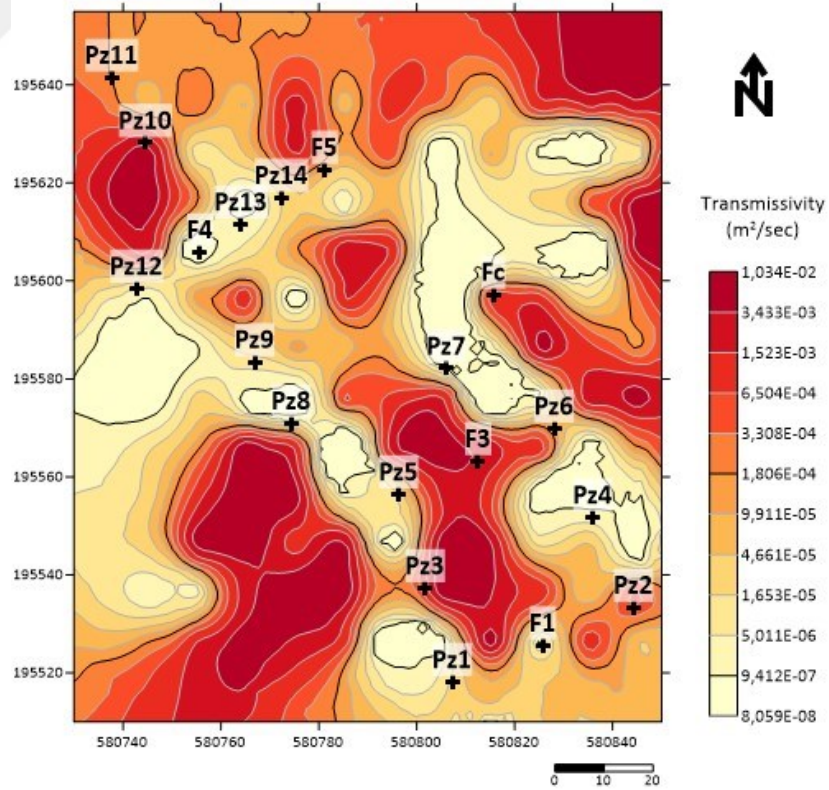 Pz11
195640
N
Pz10
F5
195620
Pz14
Pz13
Transmissivity
(m²/sec)
F4
Pz12
195600
Fc
1,034E-02
3,433E-03
Pz9
Pz7
1,523E-03
195580
6,504E-04
Pz8
Pz6
3,308E-04
F3
195560
Pz5
1,806E-04
Pz4
9,911E-05
4,661E-05
195540
Pz3
Pz2
1,653E-05
F1
5,011E-06
195520
Pz1
9,412E-07
8,059E-08
580740 580760 580780 580800 580820 580840
0 10 20